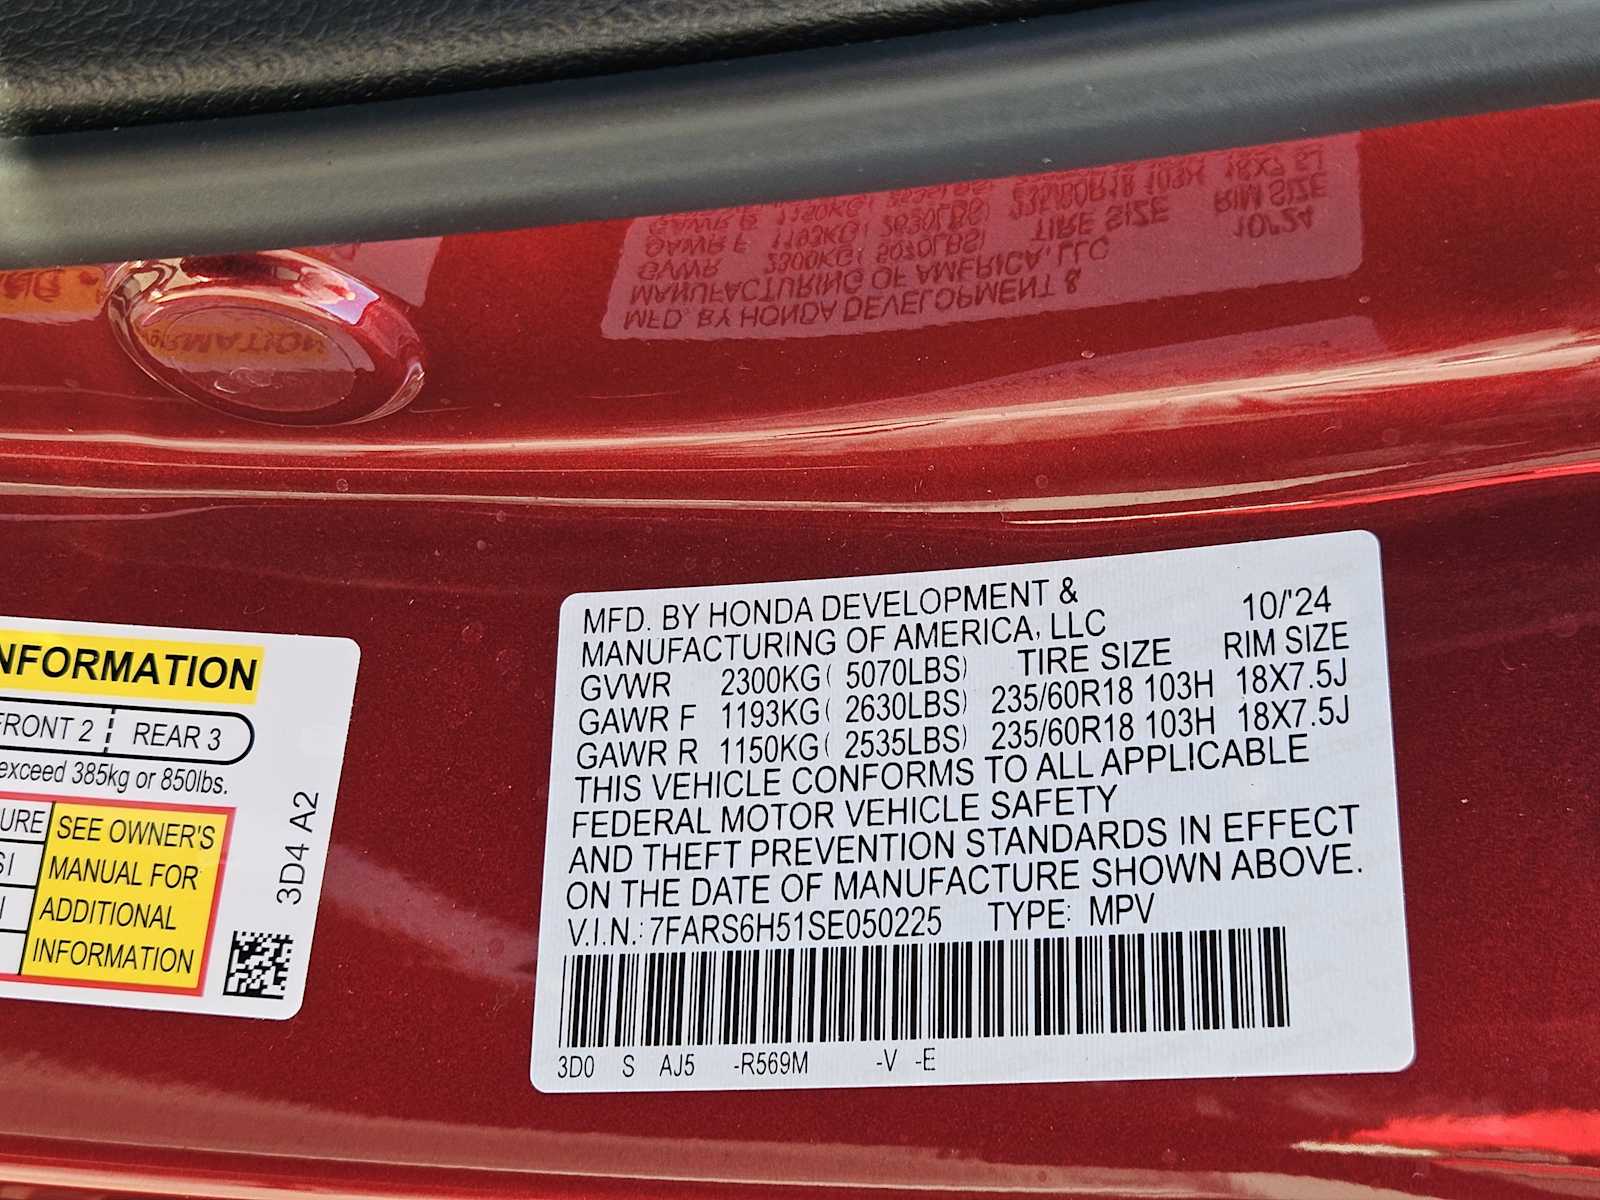 MFD. BY HONDA DEVELOPMENT &
MANUFACTURING OF AMERICA, LLC 10/'24
GVWR 2300KG( 5070LBS) TIRE SIZE RIM SIZE
GAWR F 1193KG( 2630LBS) 235/60R18 103H 18X7.5J
GAWR R 1150KG( 2535LBS) 235/60R18 103H 18X7.5J
THIS VEHICLE CONFORMS TO ALL APPLICABLE
FEDERAL MOTOR VEHICLE SAFETY
AND THEFT PREVENTION STANDARDS IN EFFECT
ON THE DATE OF MANUFACTURE SHOWN ABOVE.
V.I.N.: 7FARS6H51SE050225 TYPE: MPV
3D0 S AJ5 -R569M -V -E
NFORMATION
FRONT 2 REAR 3
exceed 385kg or 850lbs.
URE
SI
I
SEE OWNER'S
MANUAL FOR
ADDITIONAL
INFORMATION
3D4 A2